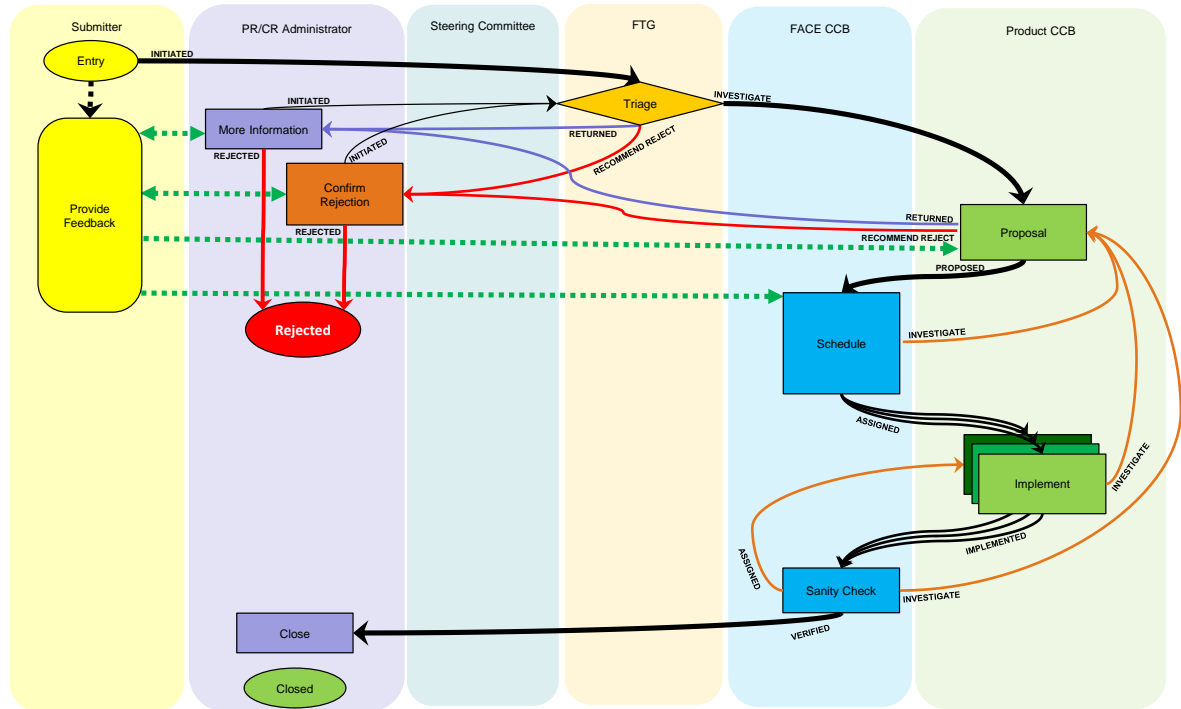 Submitter
PR/CR Administrator
Steering Committee
FTG
FACE CCB
Product CCB
Entry
INITIATED
Triage
INVESTIGATE
INITIATED
More Information
RETURNED
REJECTED
INITIATED
RECOMMEND REJECT
Confirm
Rejection
Provide
Feedback
RETURNED
REJECTED
RECOMMEND REJECT
Proposal
PROPOSED
Rejected
Schedule
INVESTIGATE
ASSIGNED
Implement
INVESTIGATE
IMPLEMENTED
ASSIGNED
Sanity Check
INVESTIGATE
VERIFIED
Close
Closed